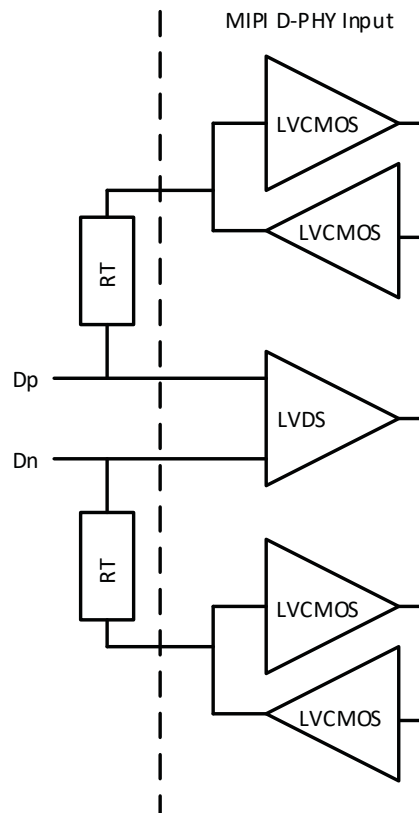 MIPI D-PHY Input
LVCMOS
LVCMOS
RT
Dp
LVDS
Dn
RT
LVCMOS
LVCMOS